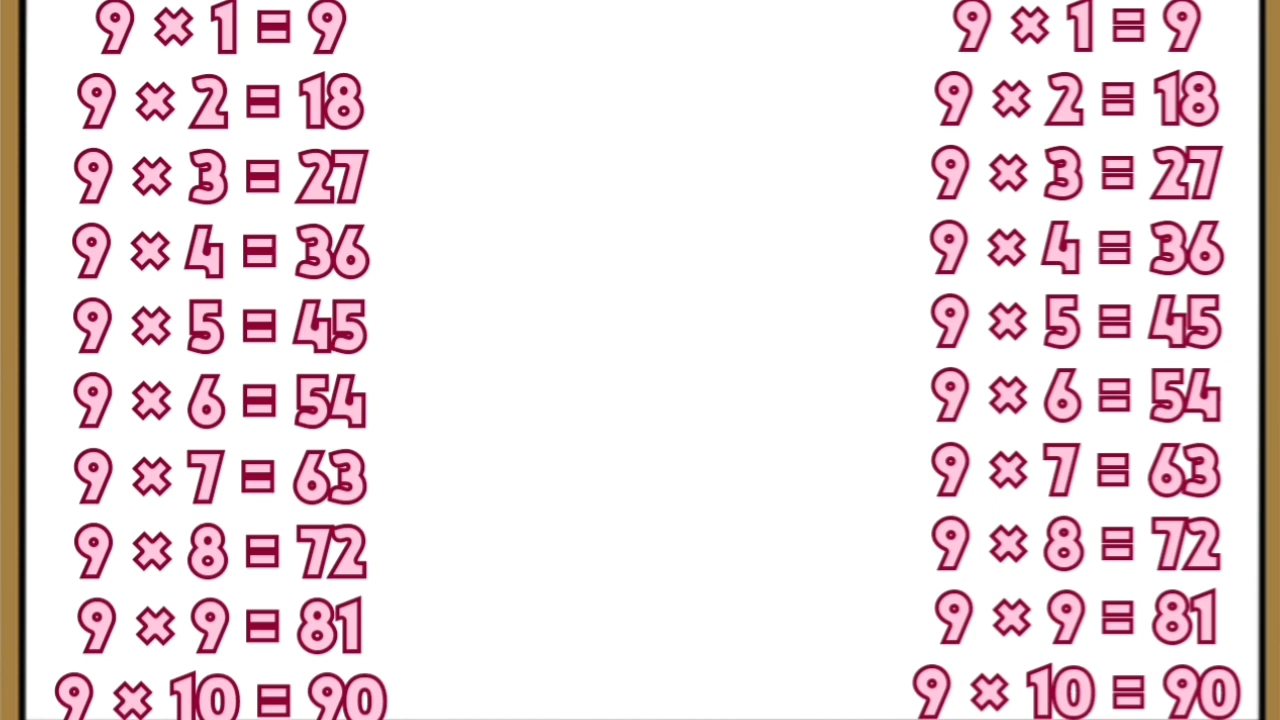 9 × 1 = 9
9 × 2 = 18
9 × 3 = 27
9 × 4 = 36
9 × 5 = 45
9 × 6 = 54
9 × 7 = 63
9 × 8 = 72
9 × 9 = 81
9 × 10 = 90
9 × 1 = 9
9 × 2 = 18
9 × 3 = 27
9 × 4 = 36
9 × 5 = 45
9 × 6 = 54
9 × 7 = 63
9 × 8 = 72
9 × 9 = 81
9 × 10 = 90